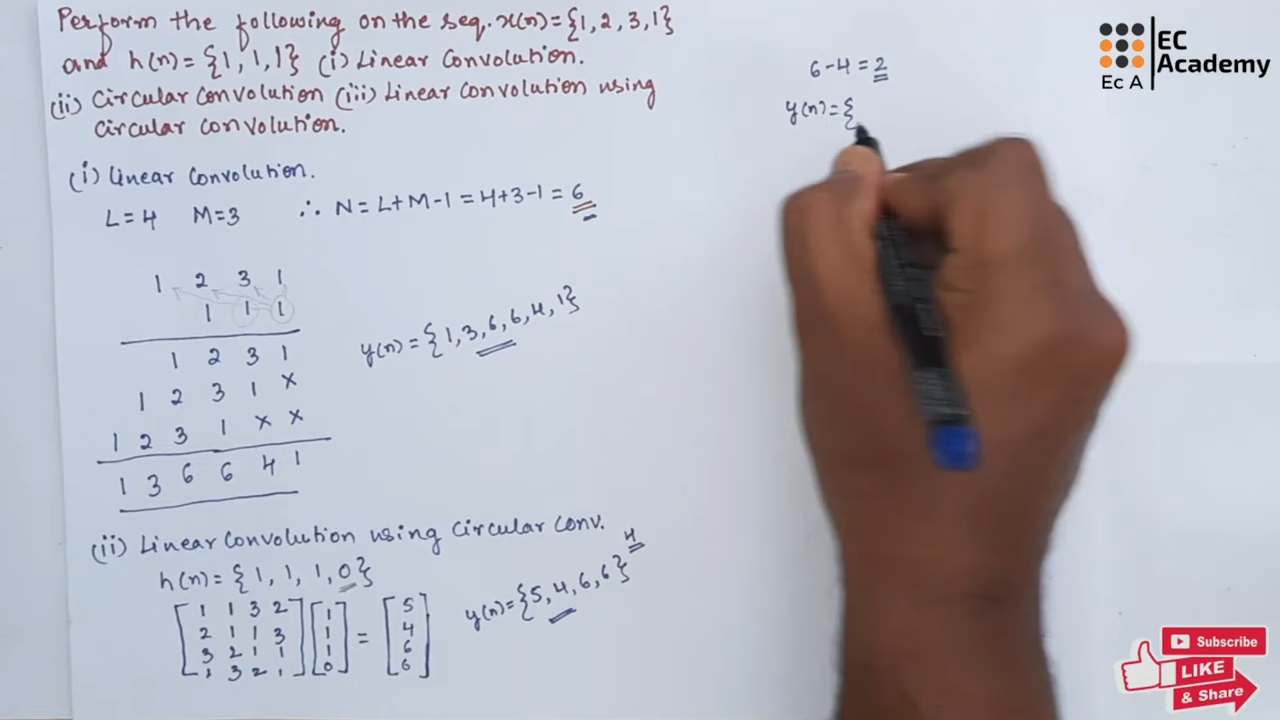 Perform the following on the seq. x(n)={1,2,3,1}
and h(n)={1,1,1} (i) Linear Convolution.
(ii) Circular Convolution (iii) Linear Convolution using
Circular Convolution.
(i) Linear Convolution.
L=4 M=3 ∴ N=L+M-1=4+3-1=6
1 2 3 1
1 1 1
1 2 3 1
1 2 3 1 x
1 2 3 1 x x
1 3 6 6 4 1
y(n)={1,3,6,6,4,1}
(ii) Linear Convolution using Circular Conv.
h(n)={1,1,1,0}
[1 1 3 2] [1] = [5]
[2 1 1 3] [1] [4]
[3 2 1 1] [1] [6]
[1 3 2 1] [0] [6]
y(n)={5,4,6,6} 4
6-4=2
y(n)={
EC
Academy
Ec A
Subscribe
LIKE
& Share